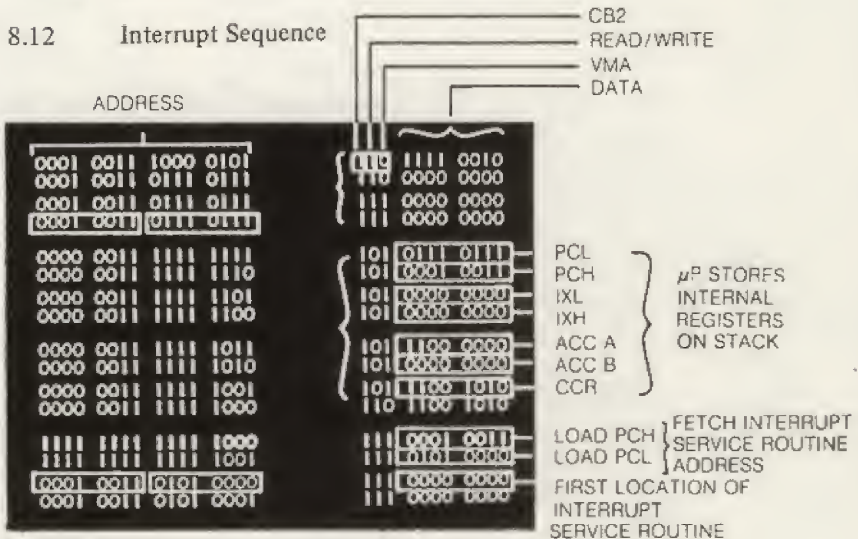 8.12 Interrupt Sequence
CB2
READ/WRITE
VMA
DATA
ADDRESS
0001 0011 1000 0101 110 1111 0010
0001 0011 0111 0111 110 0000 0000
0001 0011 0111 0111 111 0000 0000
0001 0011 0111 0111 111 0000 0000
0000 0011 1111 1111 101 0111 0111 PCL
0000 0011 1111 1110 101 0001 0011 PCH
0000 0011 1111 1101 101 0000 0000 IXL
0000 0011 1111 1100 101 0000 0000 IXH
0000 0011 1111 1011 101 1100 0000 ACC A
0000 0011 1111 1010 101 0000 0000 ACC B
0000 0011 1111 1001 101 1100 1010 CCR
0000 0011 1111 1000 110 1100 1010
µP STORES
INTERNAL
REGISTERS
ON STACK
1111 1111 1111 1000 111 0001 0011 LOAD PCH
1111 1111 1111 1001 111 0101 0000 LOAD PCL
FETCH INTERRUPT
SERVICE ROUTINE
ADDRESS
0001 0011 0101 0000 111 0000 0000
0001 0011 0101 0001 111 0000 0000
FIRST LOCATION OF
INTERRUPT
SERVICE ROUTINE